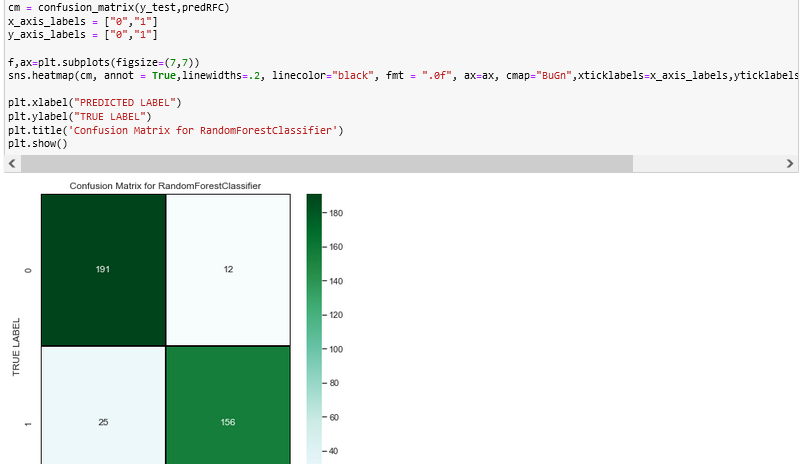 cm = confusion_matrix(y_test,predRFC)
x_axis_labels = ["0","1"]
y_axis_labels = ["0","1"]
f,ax=plt.subplots(figsize=(7,7))
sns.heatmap(cm, annot = True,linewidths=.2, linecolor="black", fmt = ".0f", ax=ax, cmap="BuGn",xticklabels=x_axis_labels,yticklabels
plt.xlabel("PREDICTED LABEL")
plt.ylabel("TRUE LABEL")
plt.title('Confusion Matrix for RandomForestClassifier')
plt.show()
Confusion Matrix for RandomForestClassifier
180
160
0
191
12
140
120
TRUE LABEL
100
80
1
25
156
60
40